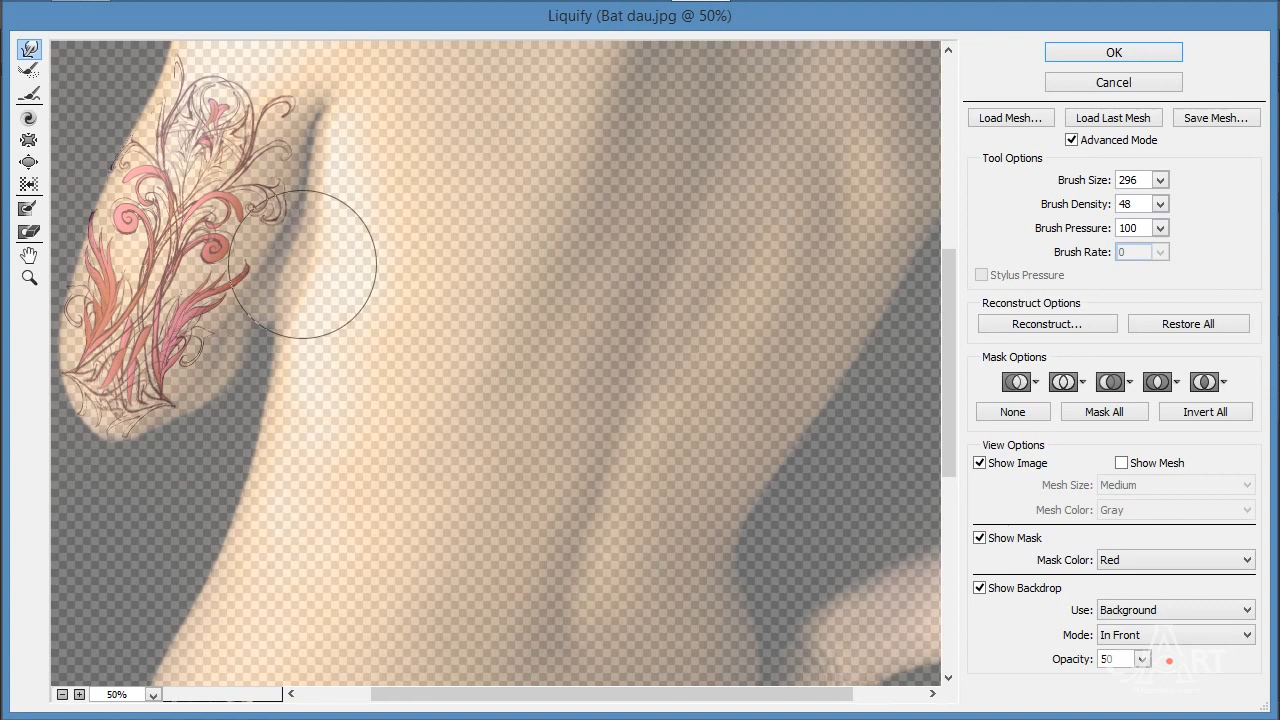 Liquify (Bat dau.jpg @ 50%)
OK
Cancel
Load Mesh...
Load Last Mesh
Save Mesh...
Advanced Mode
Tool Options
Brush Size: 296
Brush Density: 48
Brush Pressure: 100
Brush Rate: 0
Stylus Pressure
Reconstruct Options
Reconstruct...
Restore All
Mask Options
None
Mask All
Invert All
View Options
Show Image
Show Mesh
Mesh Size: Medium
Mesh Color: Gray
Show Mask
Mask Color: Red
Show Backdrop
Use: Background
Mode: In Front
Opacity: 50
50%